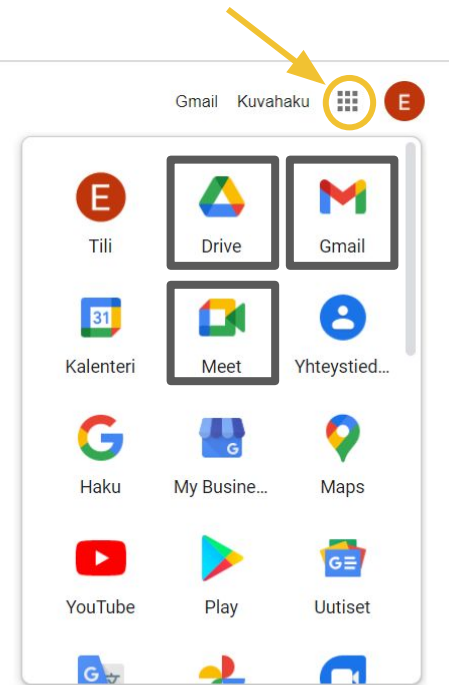 Gmail Kuvahaku E
E
Tili Drive Gmail
31
Kalenteri Meet Yhteystied...
G
Haku My Busine... Maps
G
YouTube Play Uutiset
G